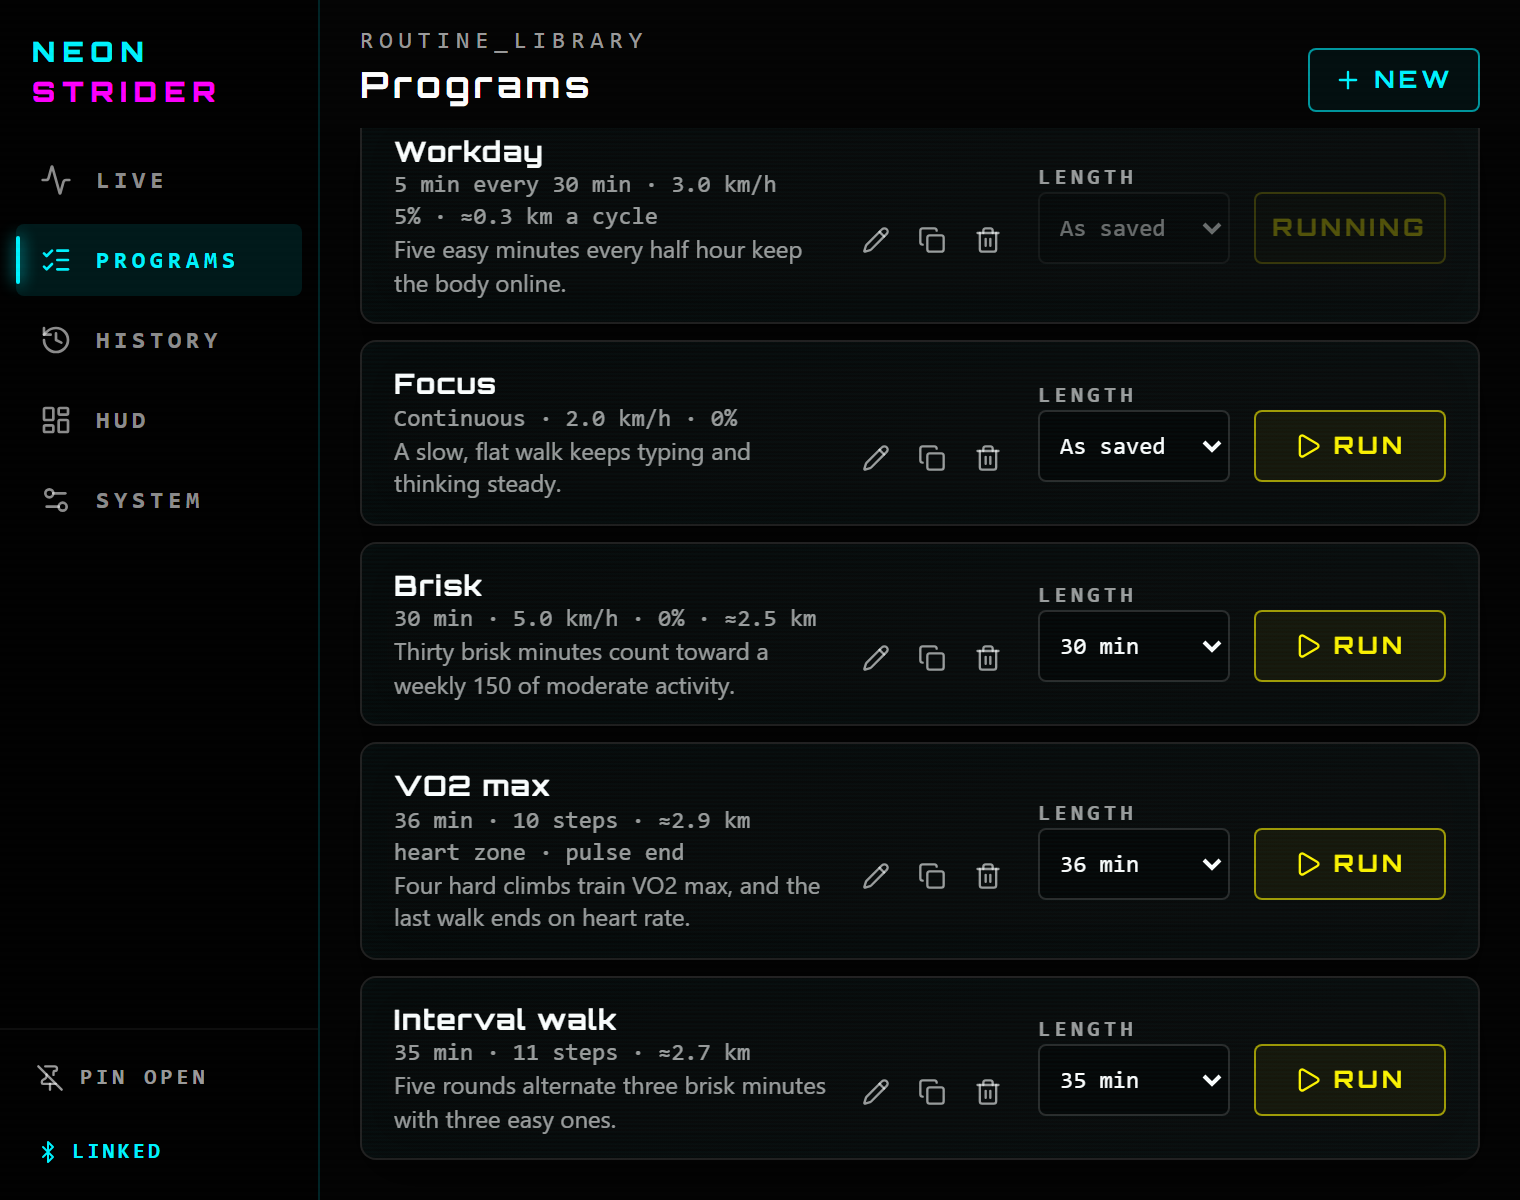 NEON
STRIDER
LIVE
PROGRAMS
HISTORY
HUD
SYSTEM
PIN OPEN
LINKED
ROUTINE_LIBRARY
Programs
+ NEW
Workday
5 min every 30 min · 3.0 km/h
5% · ≈0.3 km a cycle
Five easy minutes every half hour keep
the body online.
LENGTH
As saved
RUNNING
Focus
Continuous · 2.0 km/h · 0%
A slow, flat walk keeps typing and
thinking steady.
LENGTH
As saved
RUN
Brisk
30 min · 5.0 km/h · 0% · ≈2.5 km
Thirty brisk minutes count toward a
weekly 150 of moderate activity.
LENGTH
30 min
RUN
VO2 max
36 min · 10 steps · ≈2.9 km
heart zone · pulse end
Four hard climbs train VO2 max, and the
last walk ends on heart rate.
LENGTH
36 min
RUN
Interval walk
35 min · 11 steps · ≈2.7 km
Five rounds alternate three brisk minutes
with three easy ones.
LENGTH
35 min
RUN